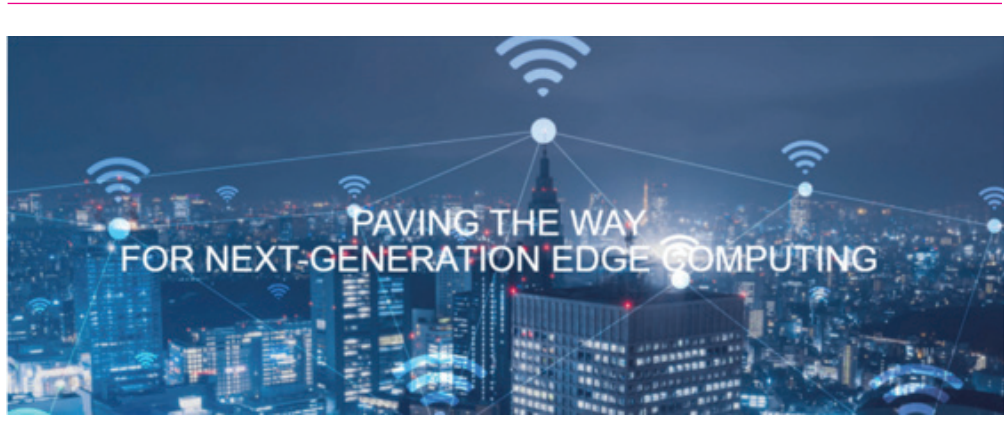 PAVING THE WAY
FOR NEXT-GENERATION EDGE COMPUTING